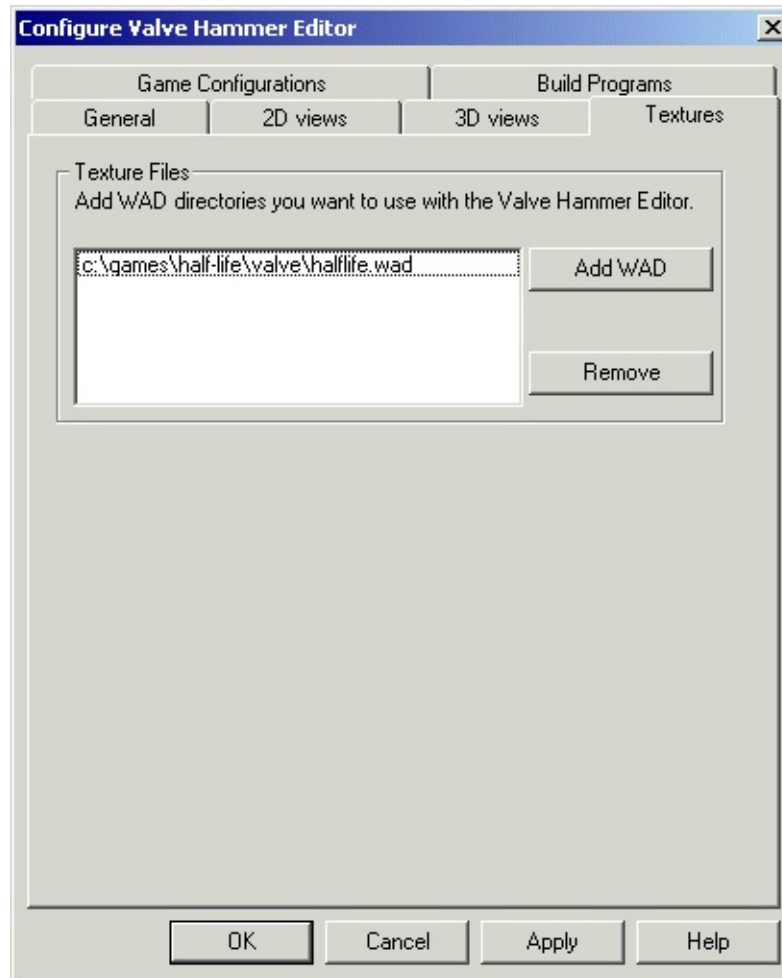 Configure Valve Hammer Editor
Game Configurations Build Programs
General 2D views 3D views Textures
Texture Files
Add WAD directories you want to use with the Valve Hammer Editor.
c:\games\half-life\valve\halflife.wad
Add WAD
Remove
OK Cancel Apply Help